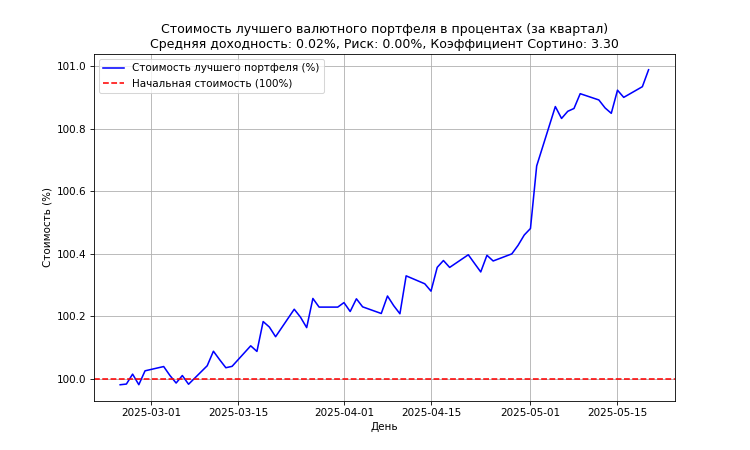 Стоимость лучшего валютного портфеля в процентах (за квартал)
Средняя доходность: 0.02%, Риск: 0.00%, Коэффициент Сортино: 3.30
Стоимость лучшего портфеля (%)
Начальная стоимость (100%)
Стоимость (%)
101.0
100.8
100.6
100.4
100.2
100.0
2025-03-01 2025-03-15 2025-04-01 2025-04-15 2025-05-01 2025-05-15
День